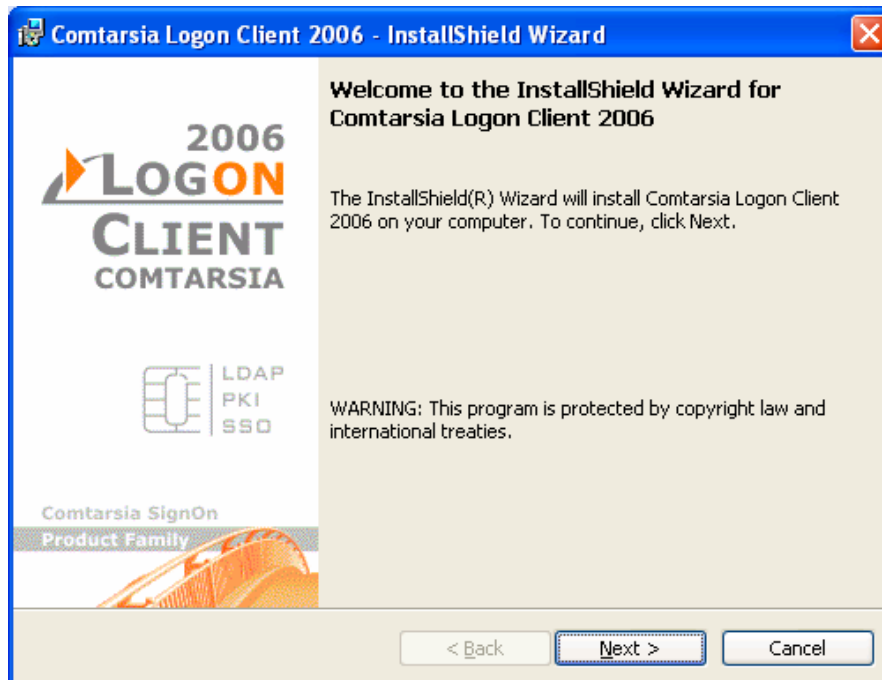 Comtarsia Logon Client 2006 - InstallShield Wizard
2006
LOGON
CLIENT
COMTARSIA
LDAP
PKI
SSO
Comtarsia SignOn
Product Family
Welcome to the InstallShield Wizard for
Comtarsia Logon Client 2006
The InstallShield(R) Wizard will install Comtarsia Logon Client
2006 on your computer. To continue, click Next.
WARNING: This program is protected by copyright law and
international treaties.
< Back
Next >
Cancel